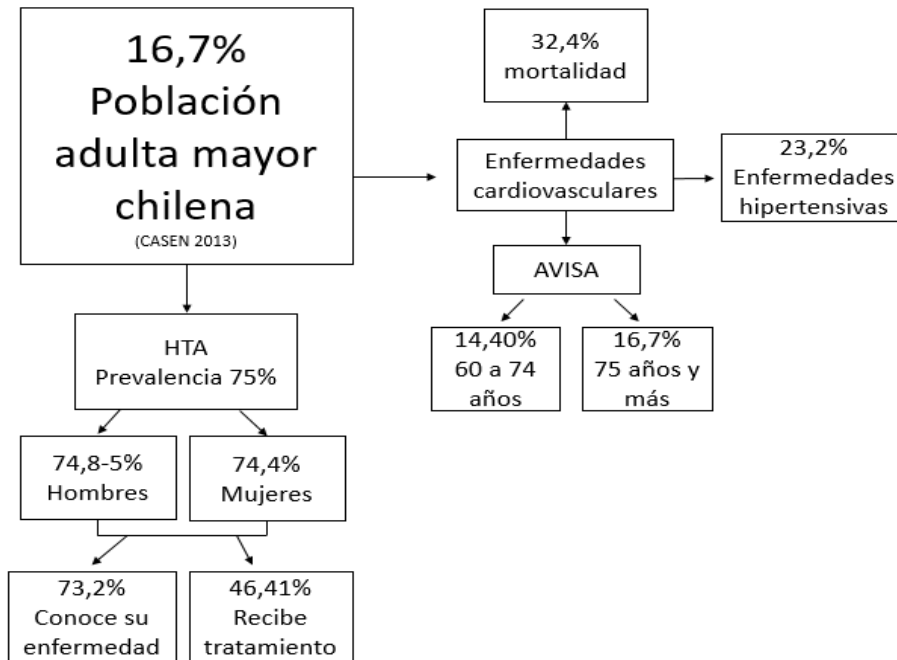 16,7%
Población
adulta mayor
chilena
(CASEN 2013)
32,4%
mortalidad
Enfermedades
cardiovasculares
23,2%
Enfermedades
hipertensivas
AVISA
14,40%
60 a 74
años
16,7%
75 años y
más
HTA
Prevalencia 75%
74,8-5%
Hombres
74,4%
Mujeres
73,2%
Conoce su
enfermedad
46,41%
Recibe
tratamiento